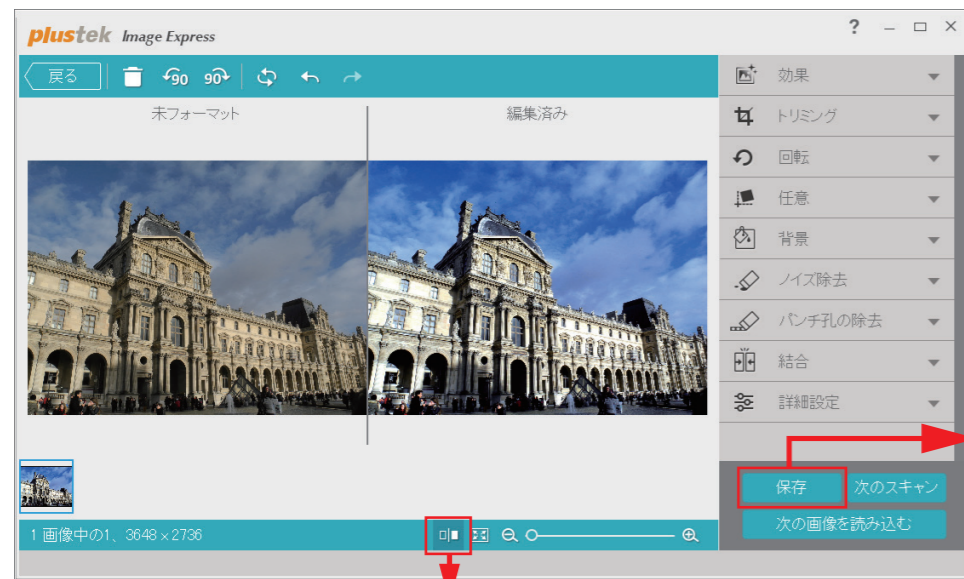 plustek Image Express
?
戻る
90 90
未フォーマット
編集済み
効果
トリミング
回転
任意
背景
ノイズ除去
パンチ孔の除去
結合
詳細設定
保存
次のスキャン
次の画像を読み込む
1 画像中の1、3648 x 2736